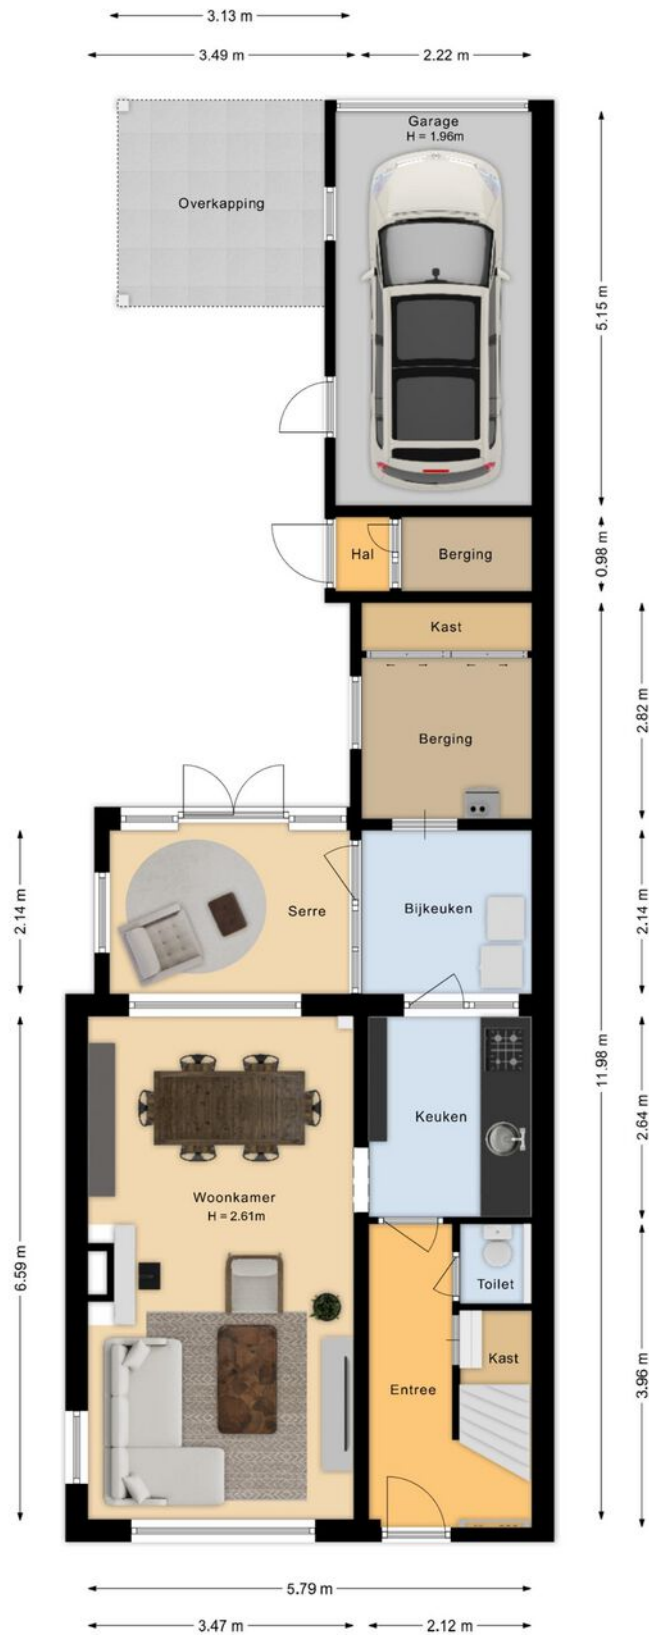 3.13 m
3.49 m
2.22 m
Garage
H = 1.96m
Overkapping
5.15 m
Hal
Berging
0.98 m
Kast
Berging
2.82 m
Serre
Bijkeuken
2.14 m
2.14 m
11.98 m
Keuken
2.64 m
Woonkamer
H = 2.61m
6.59 m
Toilet
Kast
Entree
3.96 m
5.79 m
3.47 m
2.12 m